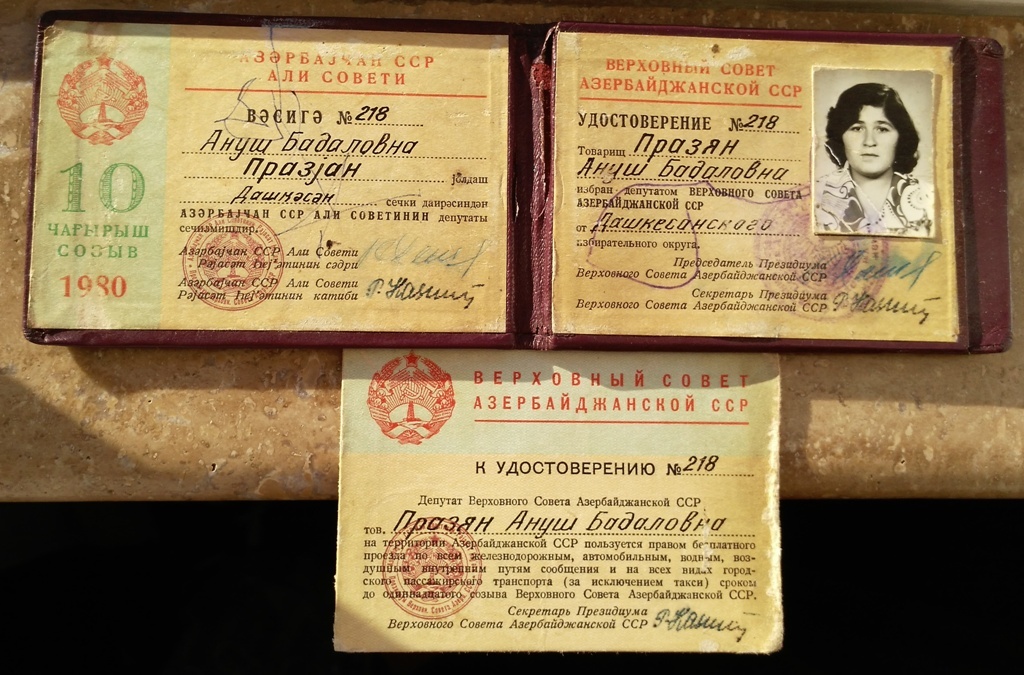 АЗӘРБАЈҸАН ССР
АЛИ СОВЕТИ
ВӘСИГӘ №218
Ануш Бадаловна
Празјан јолдаш
Дашкәсән сечки даирәсиндән
АЗӘРБАЈҸАН ССР АЛИ СОВЕТИНИН депутаты
сечилмишдир.
Азәрбајҹан ССР Али Совети
Рәјасәт Һеј'әтинин сәдри
Азәрбајҹан ССР Али Совети
Рәјасәт Һеј'әтинин катиби
10
ЧАҒЫРЫШ
СОЗЫВ
1980
ВЕРХОВНЫЙ СОВЕТ
АЗЕРБАЙДЖАНСКОЙ ССР
УДОСТОВЕРЕНИЕ №218
Товарищ Празян
Ануш Бадаловна
избран депутатом ВЕРХОВНОГО СОВЕТА
АЗЕРБАЙДЖАНСКОЙ ССР
от Дашкесанского
избирательного округа.
Председатель Президиума
Верховного Совета Азербайджанской ССР
Секретарь Президиума
Верховного Совета Азербайджанской ССР
ВЕРХОВНЫЙ СОВЕТ
АЗЕРБАЙДЖАНСКОЙ ССР
К УДОСТОВЕРЕНИЮ №218
Депутат Верховного Совета Азербайджанской ССР
тов. Празян Ануш Бадаловна
на территории Азербайджанской ССР пользуется правом бесплатного
проезда по всем железнодорожным, автомобильным, водным, воз-
душным внутренним путям сообщения и на всех видах город-
ского пассажирского транспорта (за исключением такси) сроком
до одиннадцатого созыва Верховного Совета Азербайджанской ССР.
Секретарь Президиума
Верховного Совета Азербайджанской ССР